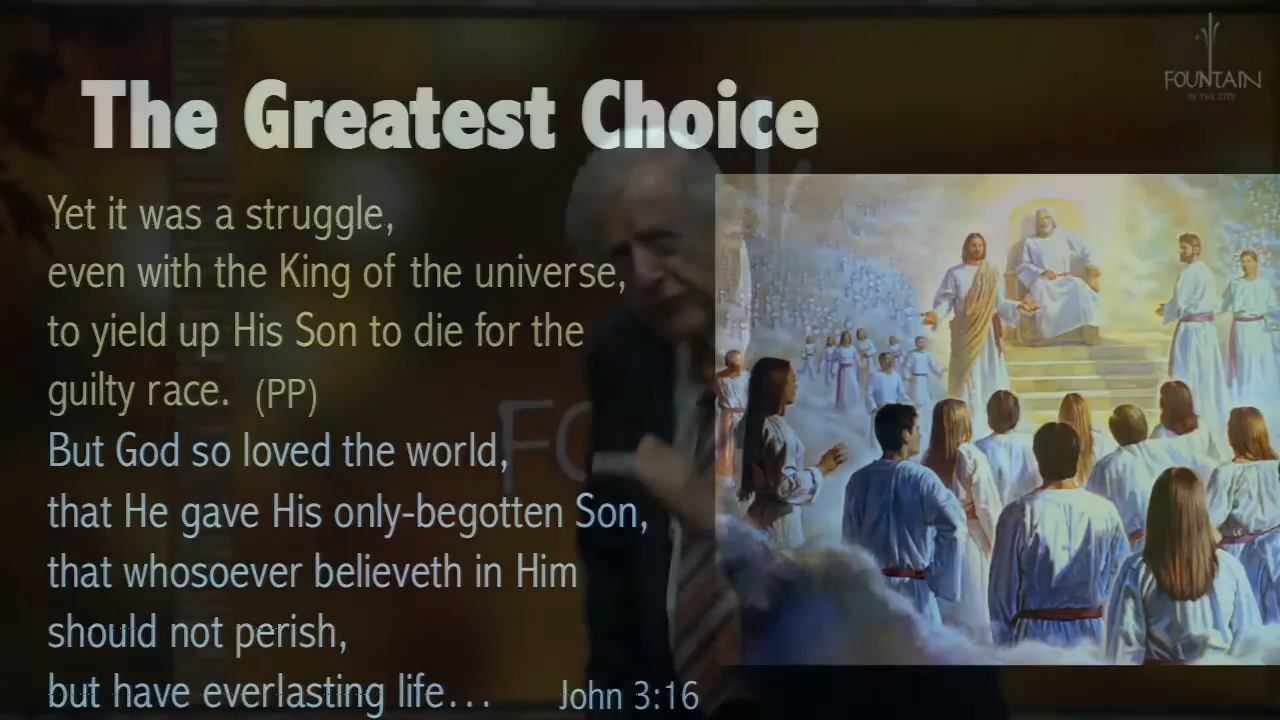 FOUNTAIN
IN THE CITY
The Greatest Choice
Yet it was a struggle,
even with the King of the universe,
to yield up His Son to die for the
guilty race. (PP)
But God so loved the world,
that He gave His only-begotten Son,
that whosoever believeth in Him
should not perish,
but have everlasting life…
John 3:16
FO